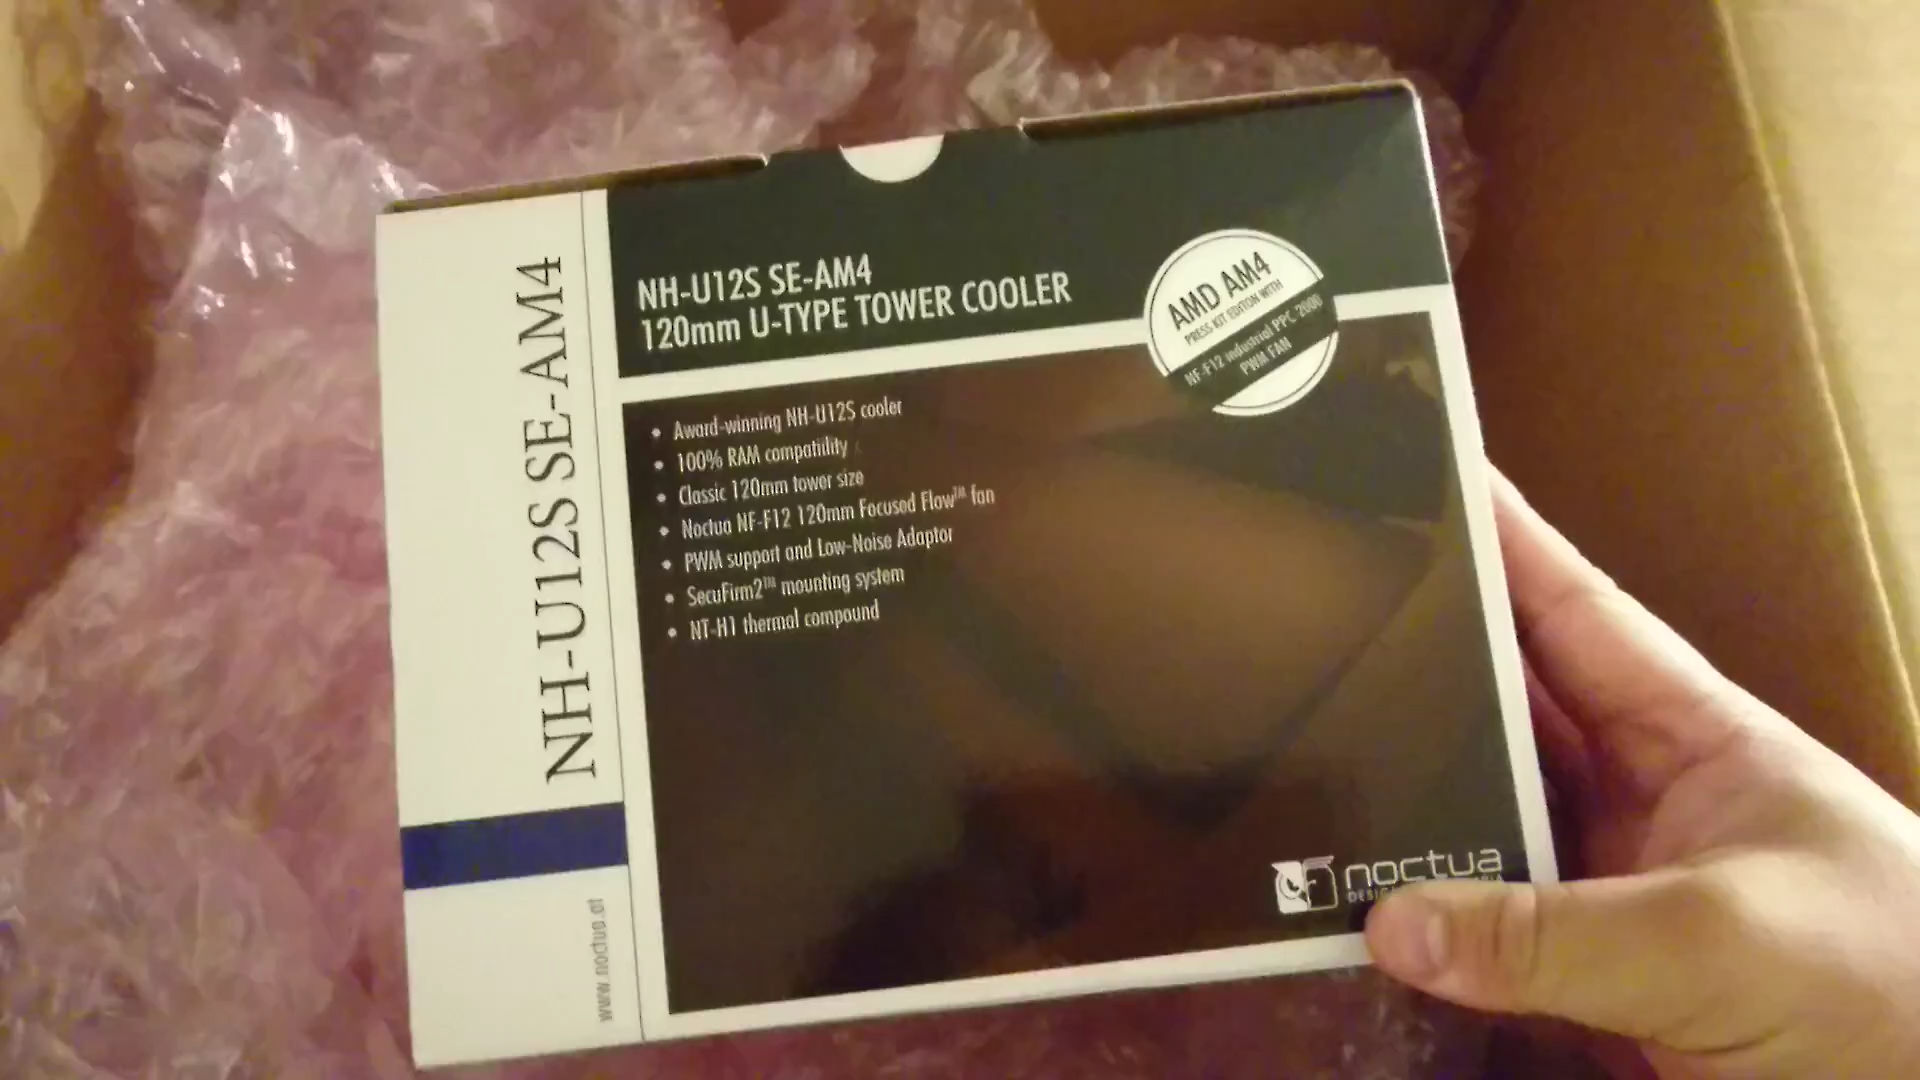 NH-U12S SE-AM4
NH-U12S SE-AM4
120mm U-TYPE TOWER COOLER
AMD AM4
PRESS KIT EDITION WITH
NF-F12 industrial PPC 2000
PWM FAN
• Award-winning NH-U12S cooler
• 100% RAM compatibility
• Classic 120mm tower size
• Noctua NF-F12 120mm Focused Flow™ fan
• PWM support and Low-Noise Adaptor
• SecuFirm2™ mounting system
• NT-H1 thermal compound
noctua
www.noctua.at